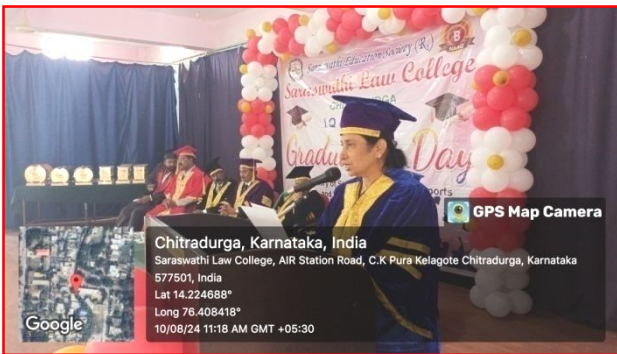 Saraswathi Education Society (R.)
B
Saraswathi Law College
CHITRADURGA
I.Q
Day
GPS Map Camera
Chitradurga, Karnataka, India
Saraswathi Law College, AIR Station Road, C.K Pura Kelagote Chitradurga, Karnataka
577501, India
Lat 14.224688°
Long 76.408418°
10/08/24 11:18 AM GMT +05:30
Google